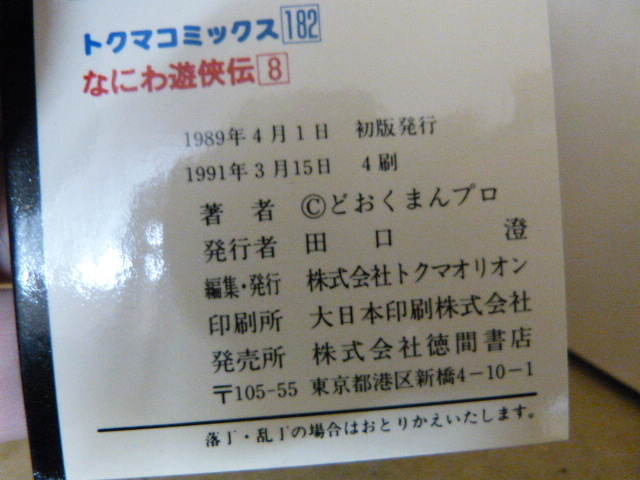 トクマコミックス182
なにわ遊侠伝8
1989年4月1日 初版発行
1991年3月15日 4刷
著者 ©どおくまんプロ
発行者 田口 澄
編集・発行 株式会社トクマオリオン
印刷所 大日本印刷株式会社
発売所 株式会社徳間書店
〒105-55 東京都港区新橋4-10-1
落丁・乱丁の場合はおとりかえいたします。